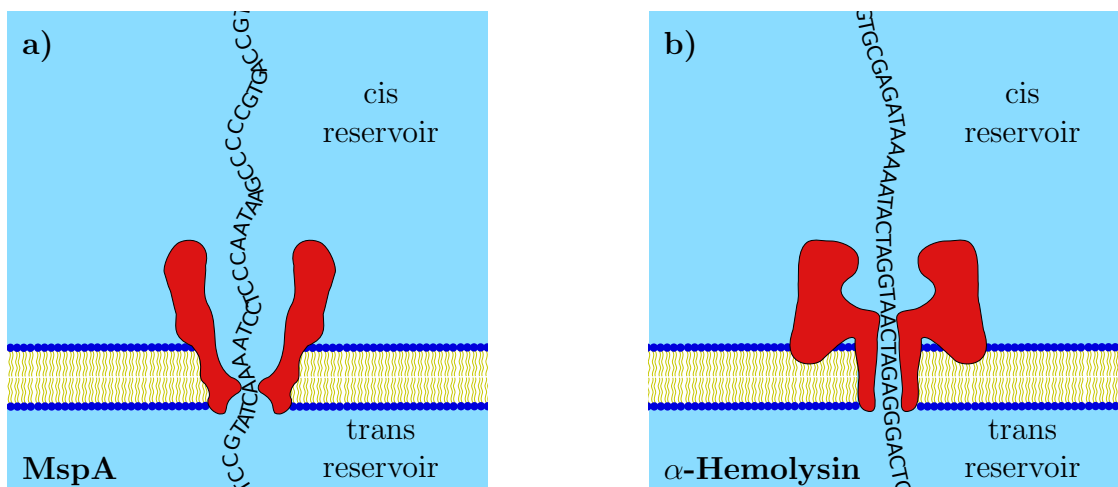 a)
cis
reservoir
trans
reservoir
MspA
b)
cis
reservoir
trans
reservoir
α-Hemolysin